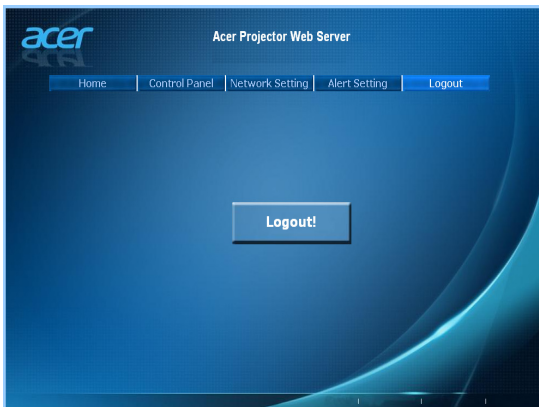 acer
Acer Projector Web Server
Home Control Panel Network Setting Alert Setting Logout
Logout!